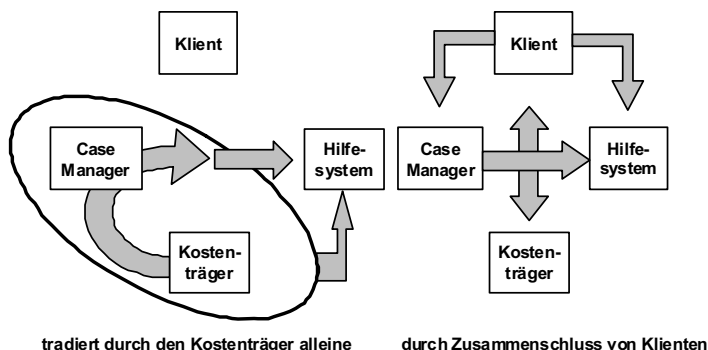 Klient
Case
Manager
Hilfe-
system
Kosten-
träger
tradiert durch den Kostenträger alleine
Klient
Case
Manager
Hilfe-
system
Kosten-
träger
durch Zusammenschluss von Klienten